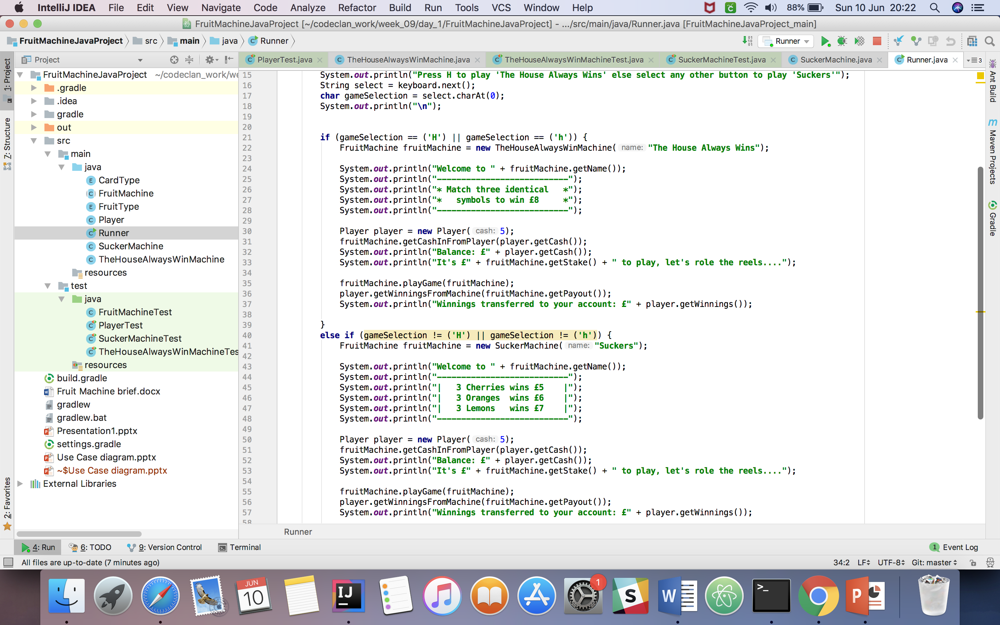 IntelliJ IDEA File Edit View Navigate Code Analyze Refactor Build Run Tools VCS Window Help 88% Sun 10 Jun 20:22
FruitMachineJavaProject [~/codeclan_work/week_09/day_1/FruitMachineJavaProject] - .../src/main/java/Runner.java [FruitMachineJavaProject_main]
FruitMachineJavaProject src main java Runner Runner
Project PlayerTest.java TheHouseAlwaysWinMachine.java TheHouseAlwaysWinMachineTest.java SuckerMachineTest.java SuckerMachine.java Runner.java 3
1: Project
7: Structure
2: Favorites
FruitMachineJavaProject ~/codeclan_work/we
.gradle
.idea
gradle
out
src
main
java
CardType
FruitMachine
FruitType
Player
Runner
SuckerMachine
TheHouseAlwaysWinMachine
resources
test
java
FruitMachineTest
PlayerTest
SuckerMachineTest
TheHouseAlwaysWinMachineTes
resources
build.gradle
Fruit Machine brief.docx
gradlew
gradlew.bat
Presentation1.pptx
settings.gradle
Use Case diagram.pptx
~$Use Case diagram.pptx
External Libraries
15 System.out.println("Press H to play 'The House Always Wins' else select any other button to play 'Suckers'");
16 String select = keyboard.next();
17 char gameSelection = select.charAt(0);
18 System.out.println("\n");
19
20
21 if (gameSelection == ('H') || gameSelection == ('h')) {
22 FruitMachine fruitMachine = new TheHouseAlwaysWinMachine( name: "The House Always Wins");
23
24 System.out.println("Welcome to " + fruitMachine.getName());
25 System.out.println("---------------------------");
26 System.out.println("* Match three identical   *");
27 System.out.println("*   symbols to win £8     *");
28 System.out.println("---------------------------");
29
30 Player player = new Player( cash: 5);
31 fruitMachine.getCashInFromPlayer(player.getCash());
32 System.out.println("Balance: £" + player.getCash());
33 System.out.println("It's £" + fruitMachine.getStake() + " to play, let's role the reels....");
34
35 fruitMachine.playGame(fruitMachine);
36 player.getWinningsFromMachine(fruitMachine.getPayout());
37 System.out.println("Winnings transferred to your account: £" + player.getWinnings());
38
39 }
40 else if (gameSelection != ('H') || gameSelection != ('h')) {
41 FruitMachine fruitMachine = new SuckerMachine( name: "Suckers");
42
43 System.out.println("Welcome to " + fruitMachine.getName());
44 System.out.println("---------------------------");
45 System.out.println("|   3 Cherries wins £5    |");
46 System.out.println("|   3 Oranges  wins £6    |");
47 System.out.println("|   3 Lemons   wins £7    |");
48 System.out.println("---------------------------");
49
50 Player player = new Player( cash: 5);
51 fruitMachine.getCashInFromPlayer(player.getCash());
52 System.out.println("Balance: £" + player.getCash());
53 System.out.println("It's £" + fruitMachine.getStake() + " to play, let's role the reels....");
54
55 fruitMachine.playGame(fruitMachine);
56 player.getWinningsFromMachine(fruitMachine.getPayout());
57 System.out.println("Winnings transferred to your account: £" + player.getWinnings());
58
Ant Build
Maven Projects
Gradle
Runner
4: Run 6: TODO 9: Version Control Terminal 1 Event Log
All files are up-to-date (7 minutes ago) 34:2 LF UTF-8 Git: master
JUN
10
IJ
1
S
W
>_
P